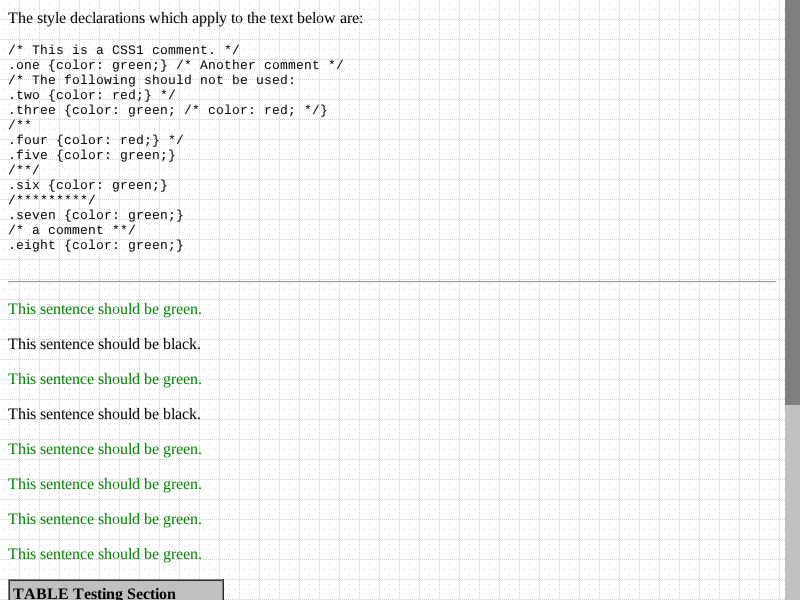 The style declarations which apply to the text below are:
/* This is a CSS1 comment. */
.one {color: green;} /* Another comment */
/* The following should not be used:
.two {color: red;} */
.three {color: green; /* color: red; */}
/**
.four {color: red;} */
.five {color: green;}
/**/
.six {color: green;}
/*********/
.seven {color: green;}
/* a comment **/
.eight {color: green;}
This sentence should be green.
This sentence should be black.
This sentence should be green.
This sentence should be black.
This sentence should be green.
This sentence should be green.
This sentence should be green.
This sentence should be green.
TABLE Testing Section